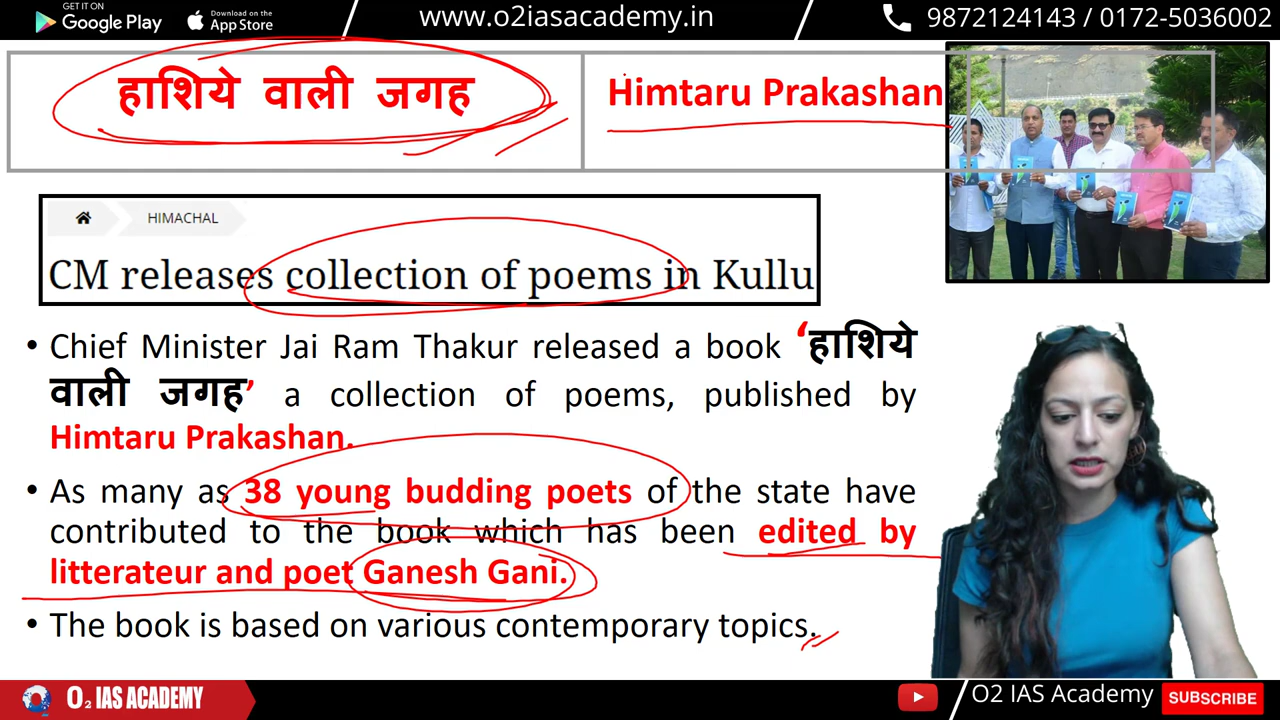 GET IT ON
Google Play
Download on the
App Store
www.o2iasacademy.in
9872124143 / 0172-5036002
हाशिये वाली जगह
Himtaru Prakashan
HIMACHAL
CM releases collection of poems in Kullu
• Chief Minister Jai Ram Thakur released a book ‘हाशिये
वाली जगह’ a collection of poems, published by
Himtaru Prakashan.
• As many as 38 young budding poets of the state have
contributed to the book which has been edited by
litterateur and poet Ganesh Gani.
• The book is based on various contemporary topics.
O₂ IAS ACADEMY
O2 IAS Academy
SUBSCRIBE